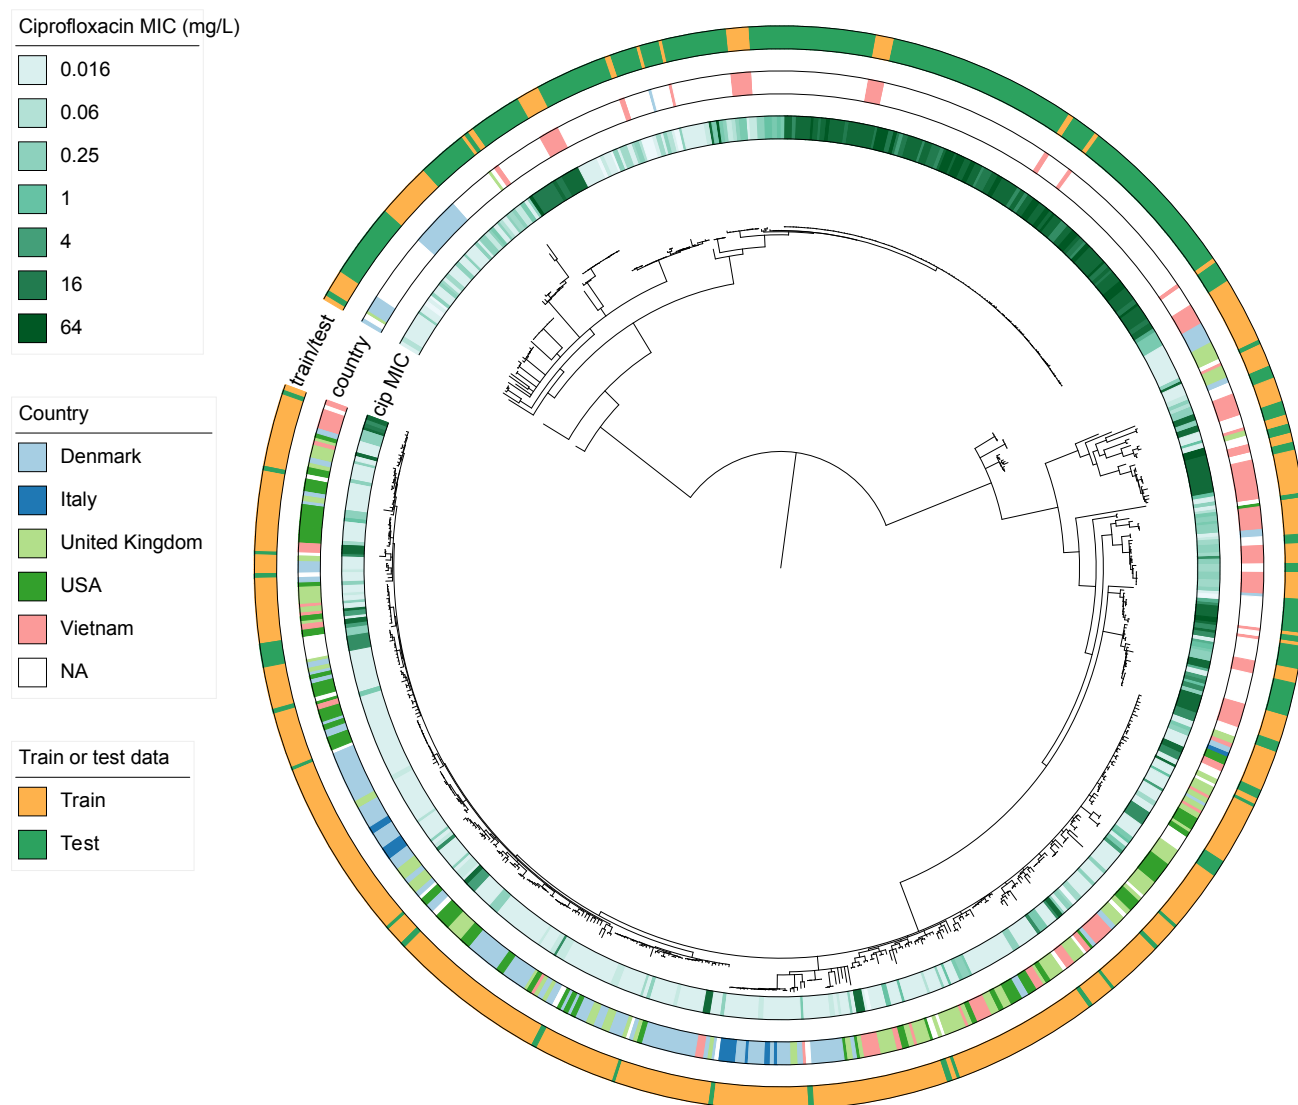 Ciprofloxacin MIC (mg/L)
0.016
0.06
0.25
1
4
16
64
Country
Denmark
Italy
United Kingdom
USA
Vietnam
NA
Train or test data
Train
Test
train/test
country
cip MIC